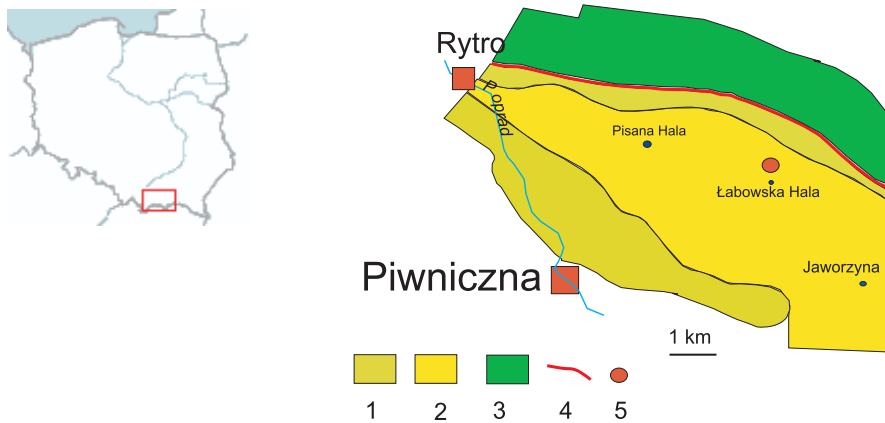 Rytro
Poprad
Pisana Hala
Łabowska Hala
Jaworzyna
Piwniczna
1 km
1 2 3 4 5